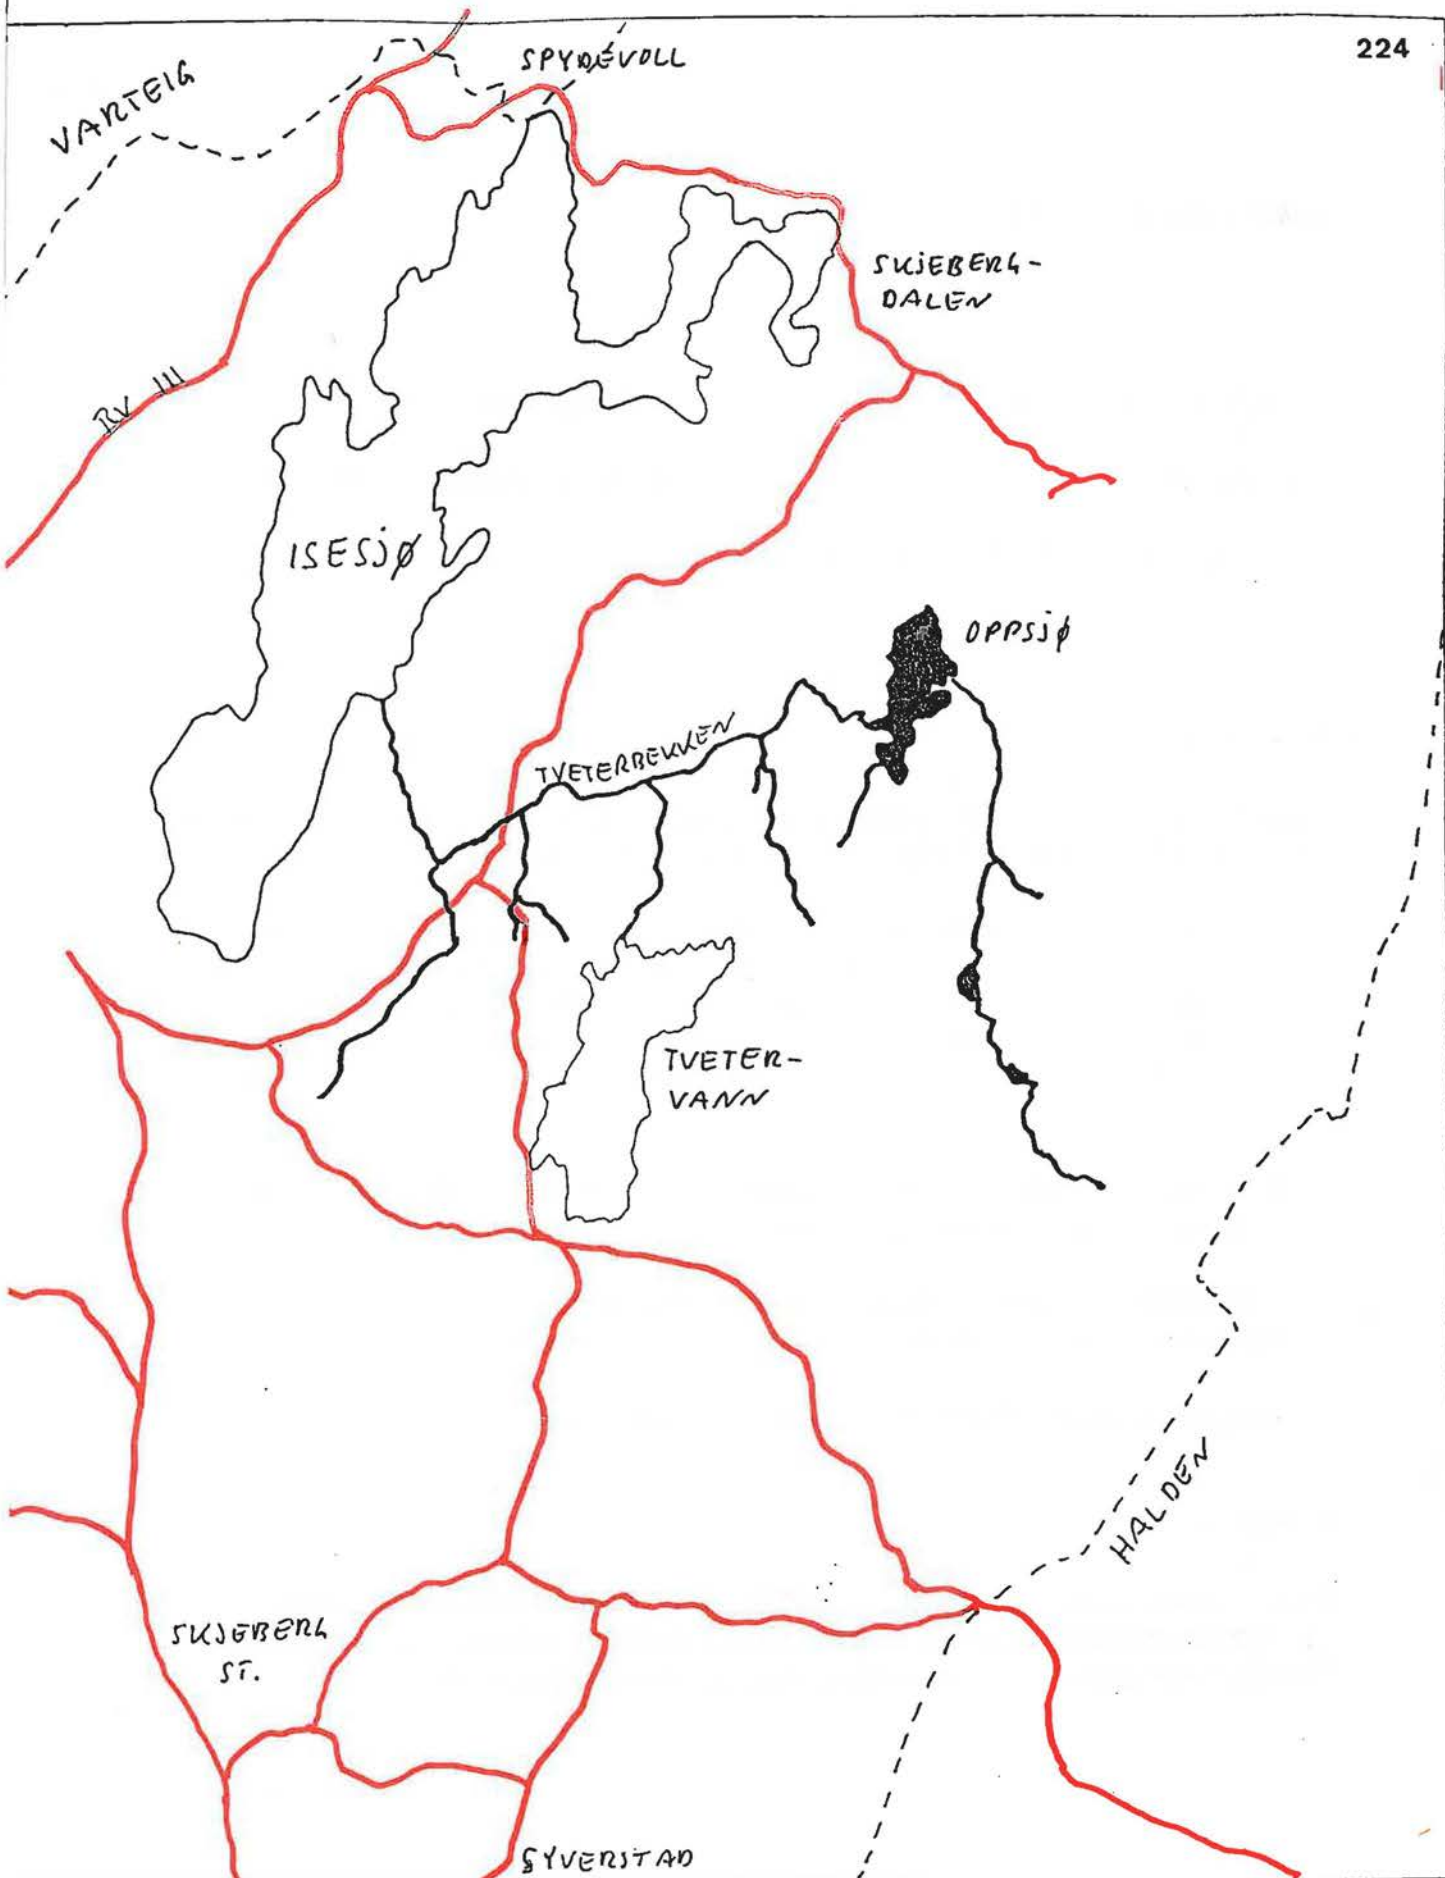 224
SPYDEVOLL
VARTEIG
SKJEBERG-
DALEN
RV 111
ISESJØ
OPPSJØ
TVETERBEKKEN
TVETER-
VANN
HALDEN
SKJEBERG
ST.
SYVERSTAD